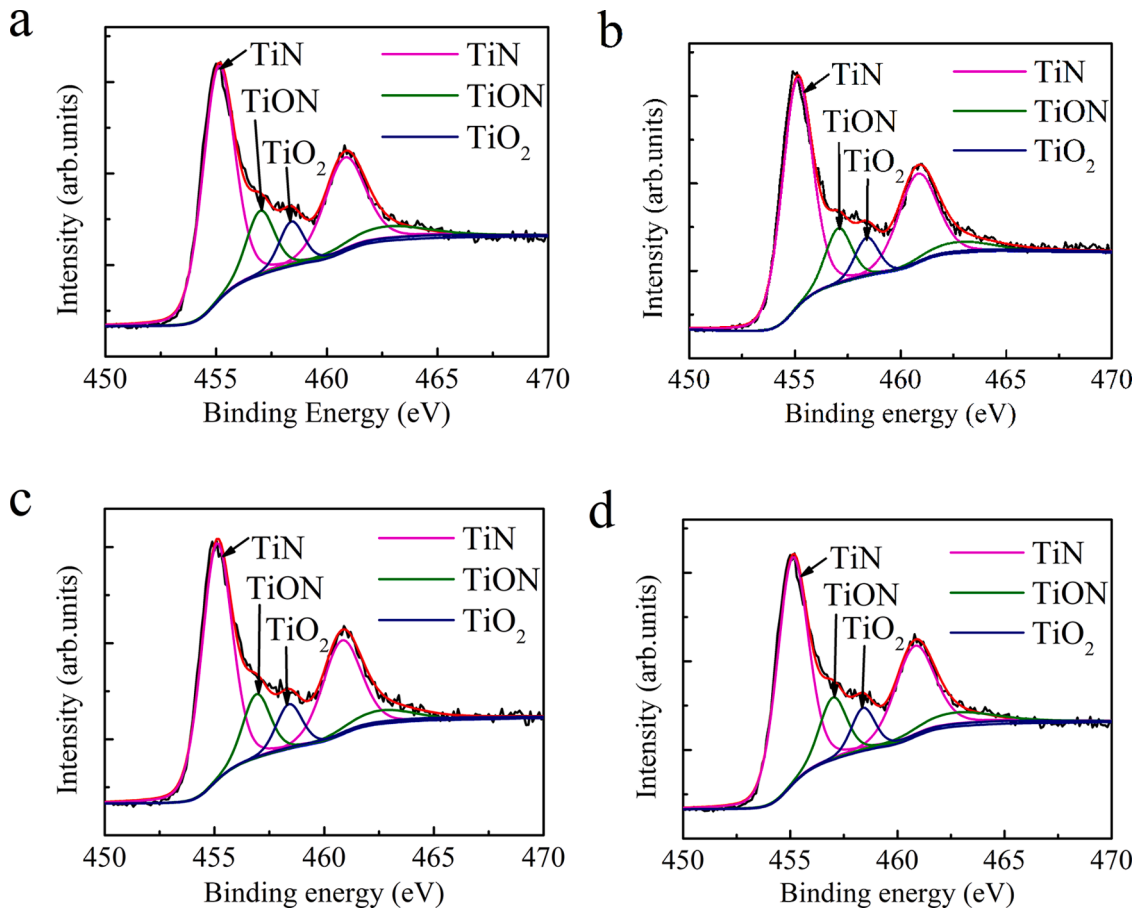 a
TiN
TiON
TiO2
TiN
TiON
TiO2
Intensity (arb.units)
450 455 460 465 470
Binding Energy (eV)
b
TiN
TiON
TiO2
TiN
TiON
TiO2
Intensity (arb.units)
450 455 460 465 470
Binding energy (eV)
c
TiN
TiON
TiO2
TiN
TiON
TiO2
Intensity (arb.units)
450 455 460 465 470
Binding energy (eV)
d
TiN
TiON
TiO2
TiN
TiON
TiO2
Intensity (arb.units)
450 455 460 465 470
Binding energy (eV)